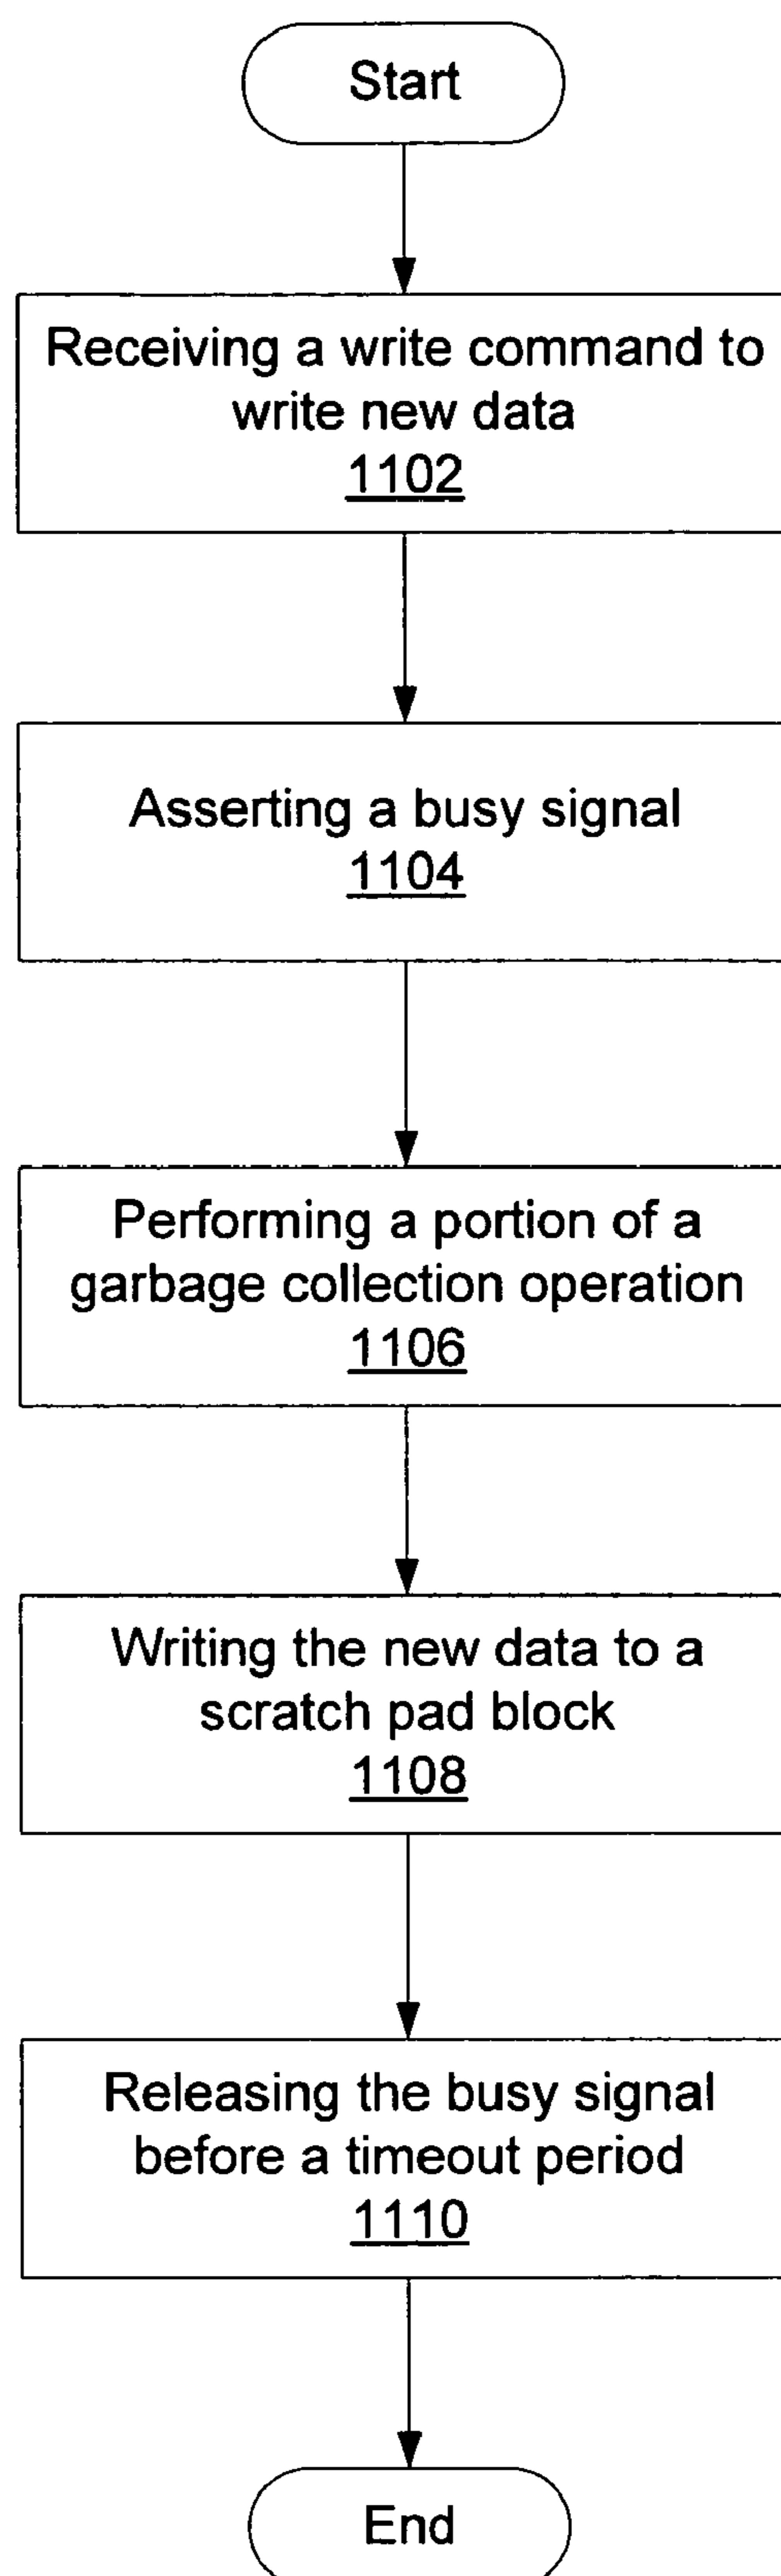 Start
Receiving a write command to
write new data
1102
Asserting a busy signal
1104
Performing a portion of a
garbage collection operation
1106
Writing the new data to a
scratch pad block
1108
Releasing the busy signal
before a timeout period
1110
End